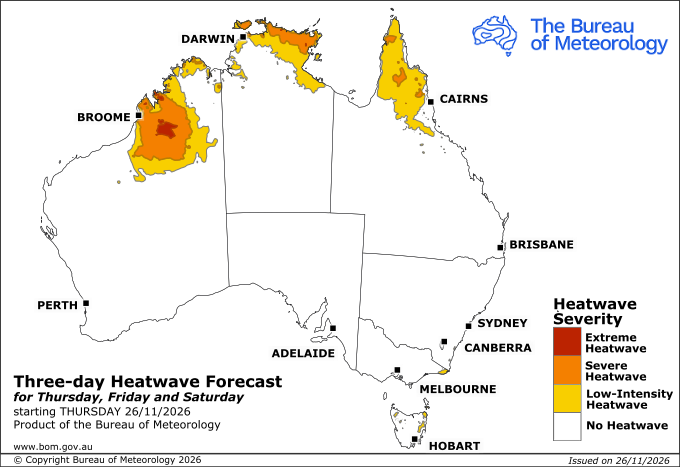 The Bureau
of Meteorology
DARWIN
CAIRNS
BROOME
BRISBANE
PERTH
SYDNEY
ADELAIDE
CANBERRA
MELBOURNE
HOBART
Heatwave
Severity
Extreme
Heatwave
Severe
Heatwave
Low-Intensity
Heatwave
No Heatwave
Three-day Heatwave Forecast
for Thursday, Friday and Saturday
starting THURSDAY 26/11/2026
Product of the Bureau of Meteorology
www.bom.gov.au
© Copyright Bureau of Meteorology 2026
Issued on 26/11/2026